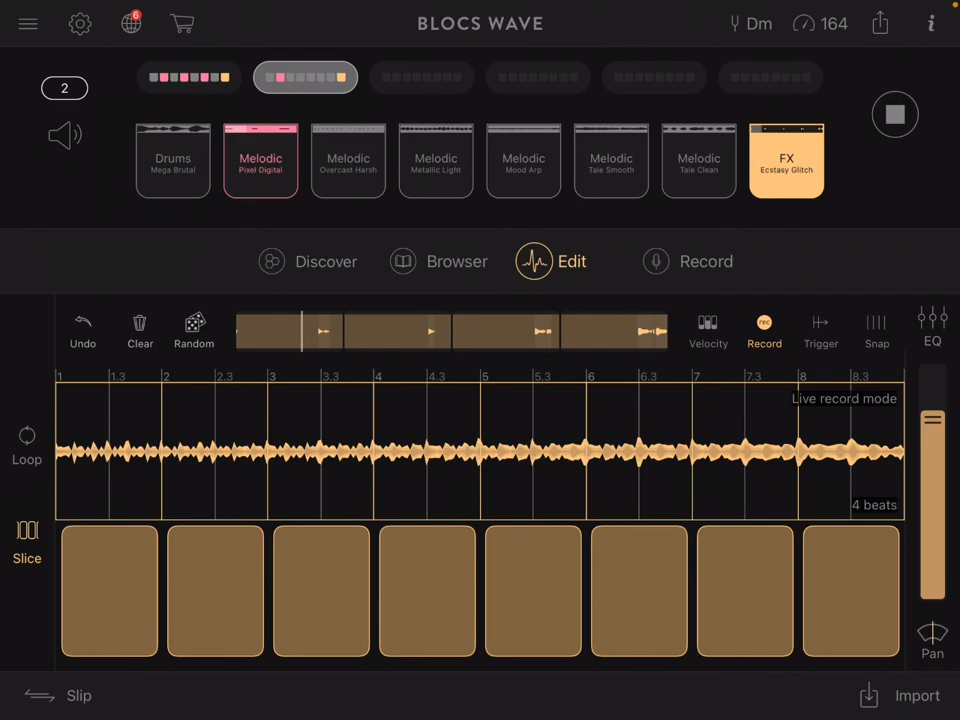 6
BLOCS WAVE
Dm
164
i
2
Drums
Mega Brutal
Melodic
Pixel Digital
Melodic
Overcast Harsh
Melodic
Metallic Light
Melodic
Mood Arp
Melodic
Tale Smooth
Melodic
Tale Clean
FX
Ecstasy Glitch
Discover
Browser
Edit
Record
Undo
Clear
Random
Velocity
rec
Record
Trigger
Snap
EQ
1 1.3 2 2.3 3 3.3 4 4.3 5 5.3 6 6.3 7 7.3 8 8.3
Live record mode
Loop
4 beats
Slice
Pan
Slip
Import